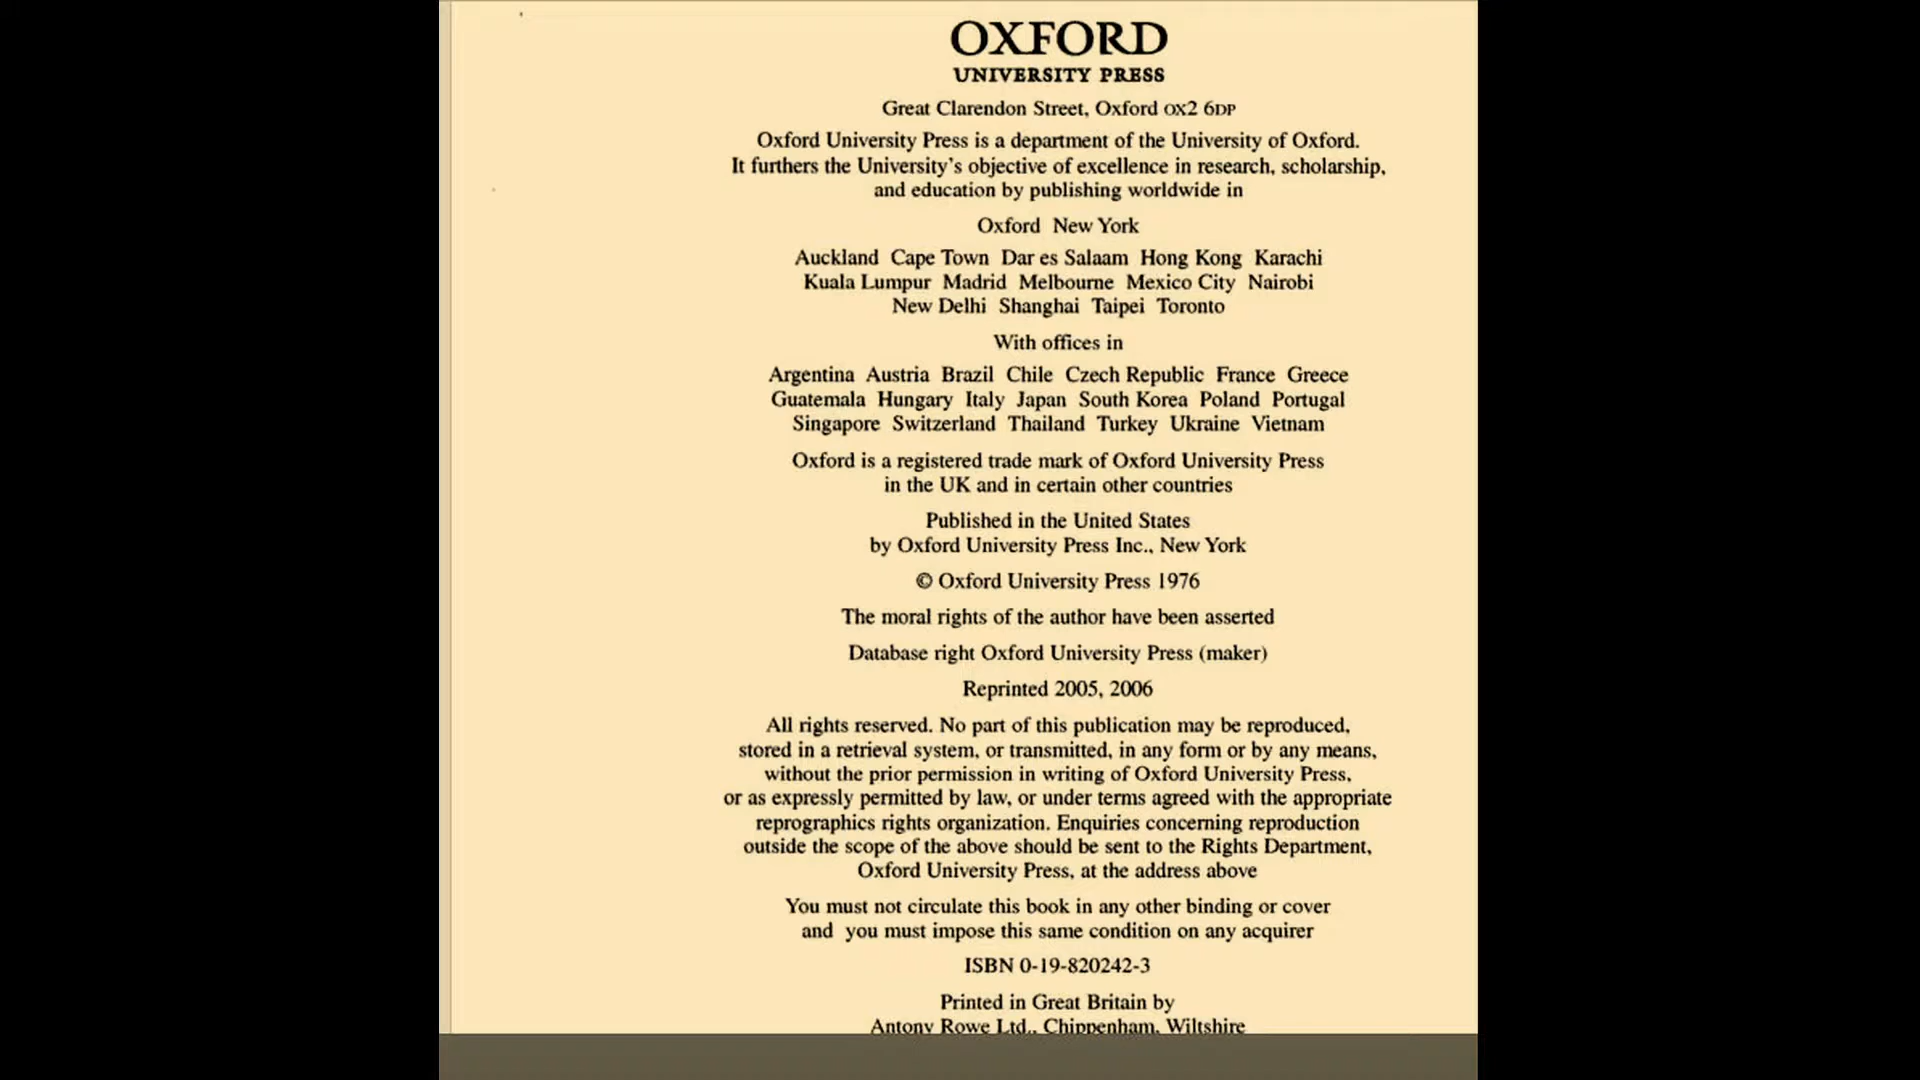 OXFORD
UNIVERSITY PRESS
Great Clarendon Street, Oxford OX2 6DP
Oxford University Press is a department of the University of Oxford.
It furthers the University's objective of excellence in research, scholarship,
and education by publishing worldwide in
Oxford New York
Auckland Cape Town Dar es Salaam Hong Kong Karachi
Kuala Lumpur Madrid Melbourne Mexico City Nairobi
New Delhi Shanghai Taipei Toronto
With offices in
Argentina Austria Brazil Chile Czech Republic France Greece
Guatemala Hungary Italy Japan South Korea Poland Portugal
Singapore Switzerland Thailand Turkey Ukraine Vietnam
Oxford is a registered trade mark of Oxford University Press
in the UK and in certain other countries
Published in the United States
by Oxford University Press Inc., New York
© Oxford University Press 1976
The moral rights of the author have been asserted
Database right Oxford University Press (maker)
Reprinted 2005, 2006
All rights reserved. No part of this publication may be reproduced,
stored in a retrieval system, or transmitted, in any form or by any means,
without the prior permission in writing of Oxford University Press,
or as expressly permitted by law, or under terms agreed with the appropriate
reprographics rights organization. Enquiries concerning reproduction
outside the scope of the above should be sent to the Rights Department,
Oxford University Press, at the address above
You must not circulate this book in any other binding or cover
and you must impose this same condition on any acquirer
ISBN 0-19-820242-3
Printed in Great Britain by
Antony Rowe Ltd., Chippenham, Wiltshire